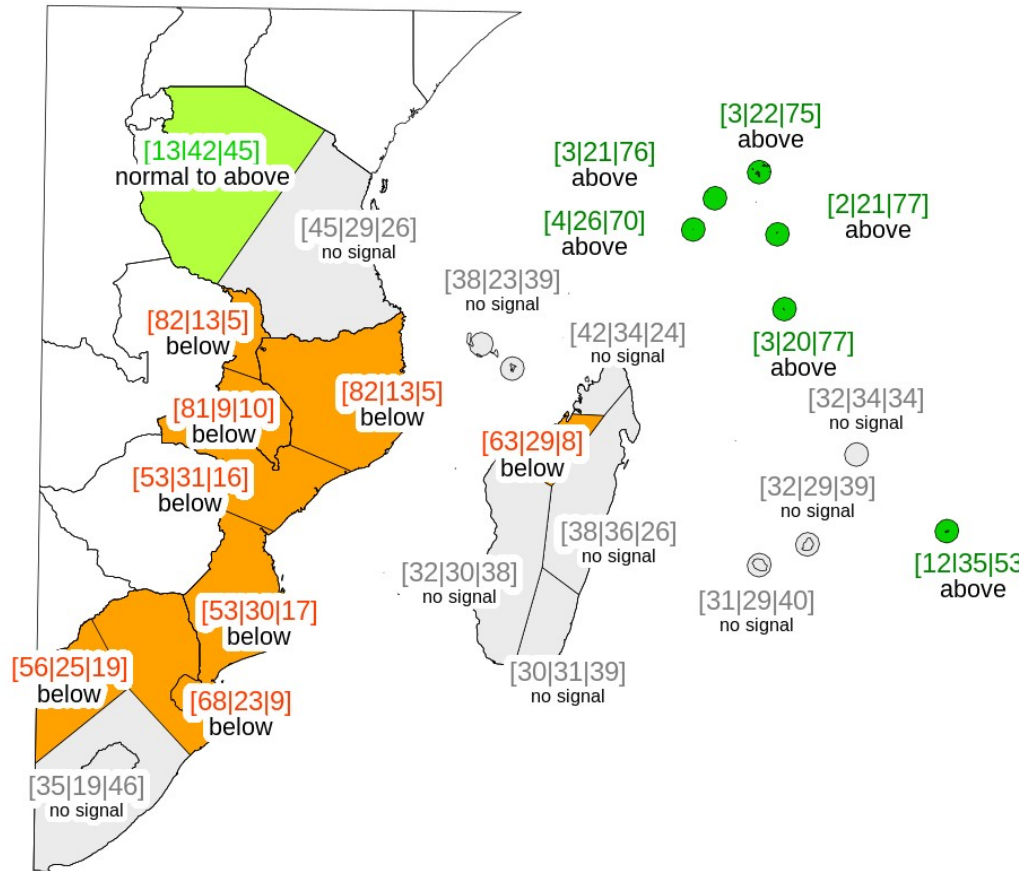 [3|22|75]
above
[13|42|45]
normal to above
[3|21|76]
above
[45|29|26]
no signal
[4|26|70]
above
[2|21|77]
above
[38|23|39]
no signal
[82|13|5]
below
[42|34|24]
no signal
[3|20|77]
above
[82|13|5]
below
[81|9|10]
below
[32|34|34]
no signal
[63|29|8]
below
[53|31|16]
below
[32|29|39]
no signal
[38|36|26]
no signal
[32|30|38]
no signal
[12|35|53
above
[31|29|40]
no signal
[53|30|17]
below
[56|25|19]
below
[30|31|39]
no signal
[68|23|9]
below
[35|19|46]
no signal